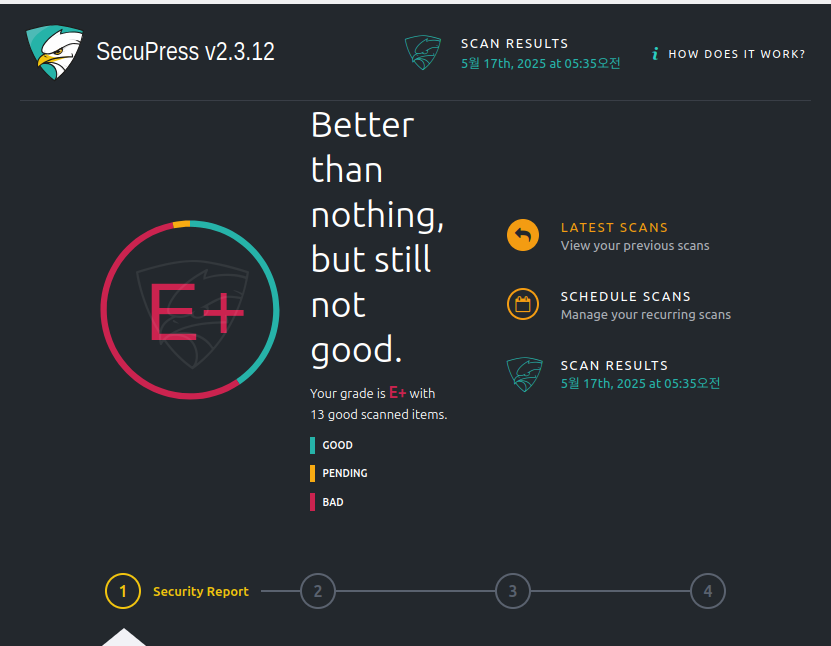 SecuPress v2.3.12
SCAN RESULTS
5월 17th, 2025 at 05:35오전
i HOW DOES IT WORK?
E+
Better
than
nothing,
but still
not
good.
Your grade is E+ with
13 good scanned items.
GOOD
PENDING
BAD
LATEST SCANS
View your previous scans
SCHEDULE SCANS
Manage your recurring scans
SCAN RESULTS
5월 17th, 2025 at 05:35오전
1 Security Report 2 3 4